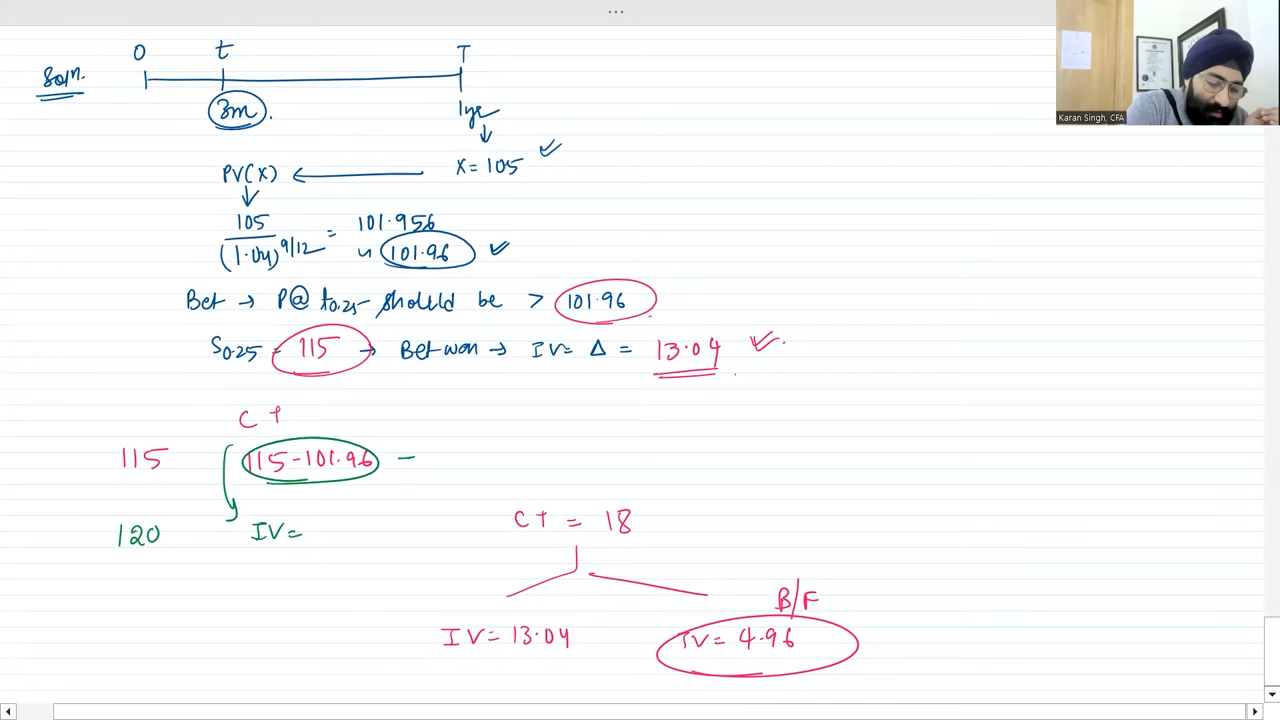 0 t T
Soln.
3m. 1yr
PV(X) ← X = 105 ✓
105 / (1.04)^9/12 = 101.956
≈ 101.96 ✓
Bet → P@ t0.25 should be > 101.96
S0.25 = 115 → Bet won → IV = Δ = 13.04 ✓
C+
115 115-101.96 -
120 IV =
C+ = 18
B/F
IV = 13.04 TV = 4.96
Karan Singh, CFA